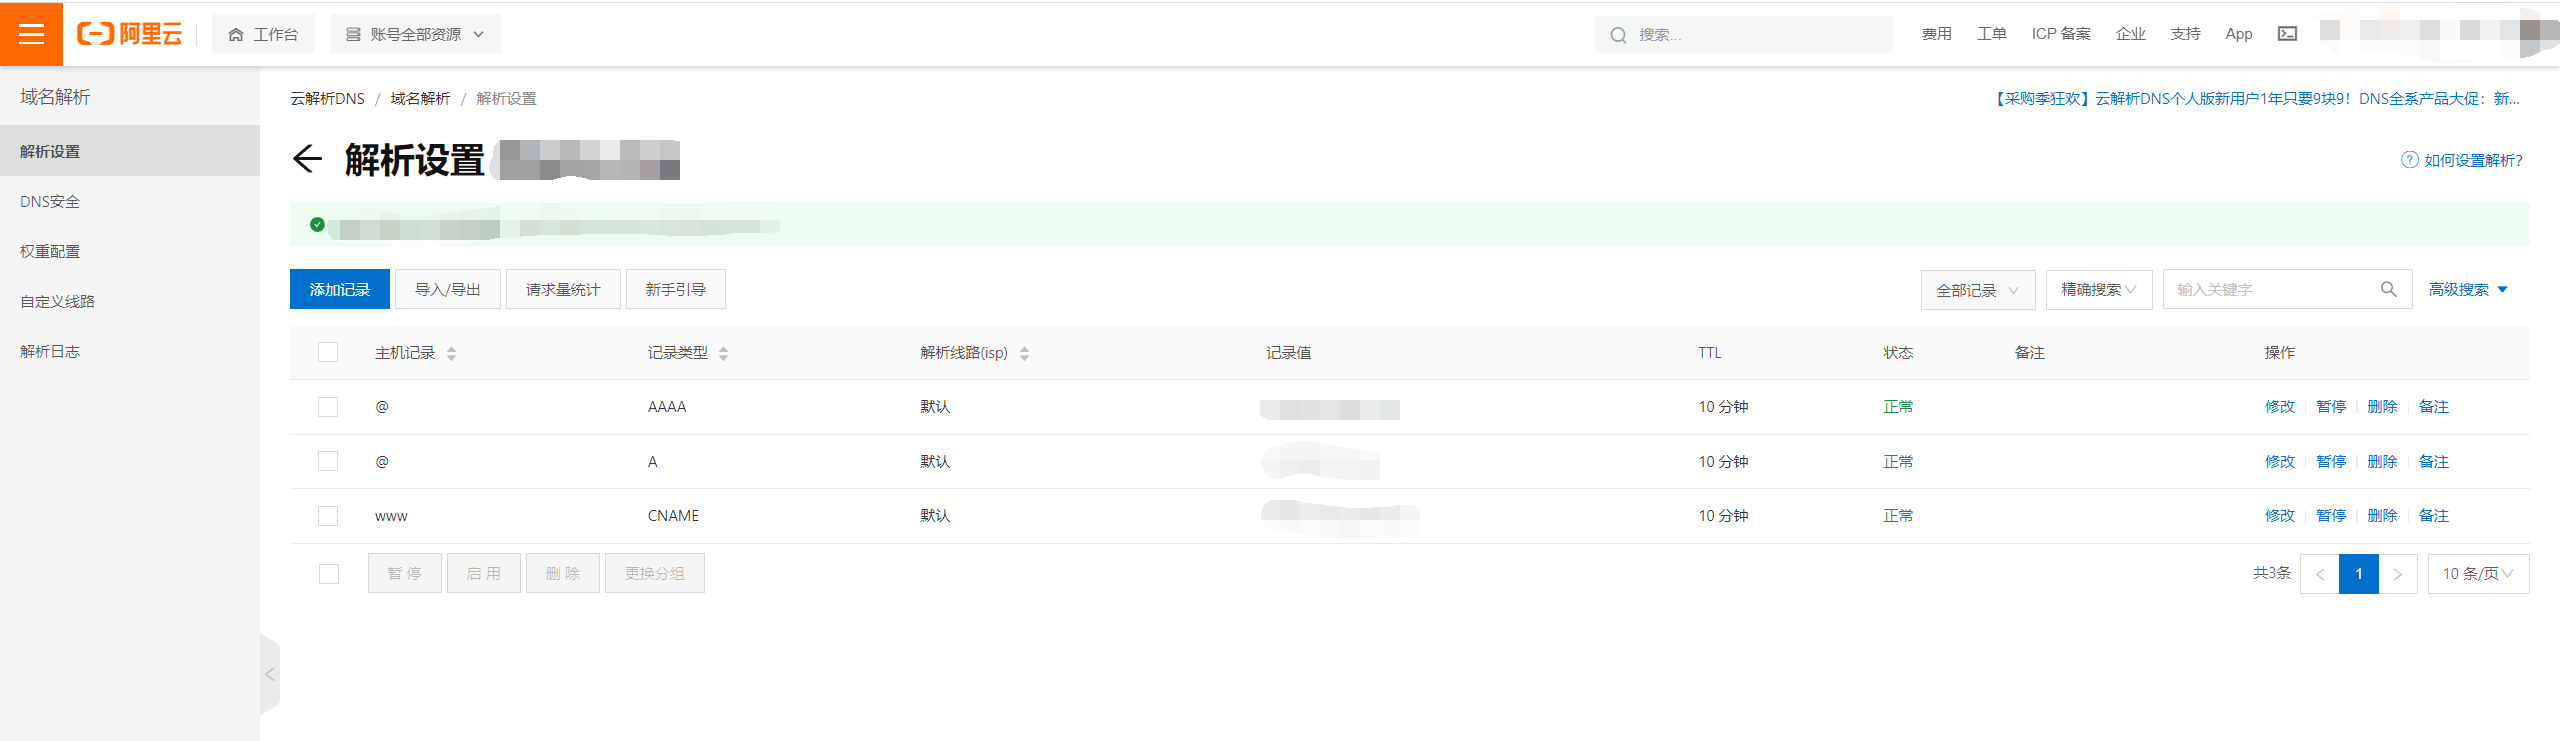 阿里云 工作台 账号全部资源 搜索... 费用 工单 ICP 备案 企业 支持 App
域名解析
解析设置
DNS安全
权重配置
自定义线路
解析日志
云解析DNS / 域名解析 / 解析设置
【采购季狂欢】云解析DNS个人版新用户1年只要9块9！DNS全系产品大促：新...
解析设置
如何设置解析?
添加记录 导入/导出 请求量统计 新手引导 全部记录 精确搜索 输入关键字 高级搜索
主机记录 记录类型 解析线路(isp) 记录值 TTL 状态 备注 操作
@ AAAA 默认 10 分钟 正常 修改 暂停 删除 备注
@ A 默认 10 分钟 正常 修改 暂停 删除 备注
www CNAME 默认 10 分钟 正常 修改 暂停 删除 备注
暂 停 启 用 删 除 更换分组 共3条 < 1 > 10 条/页